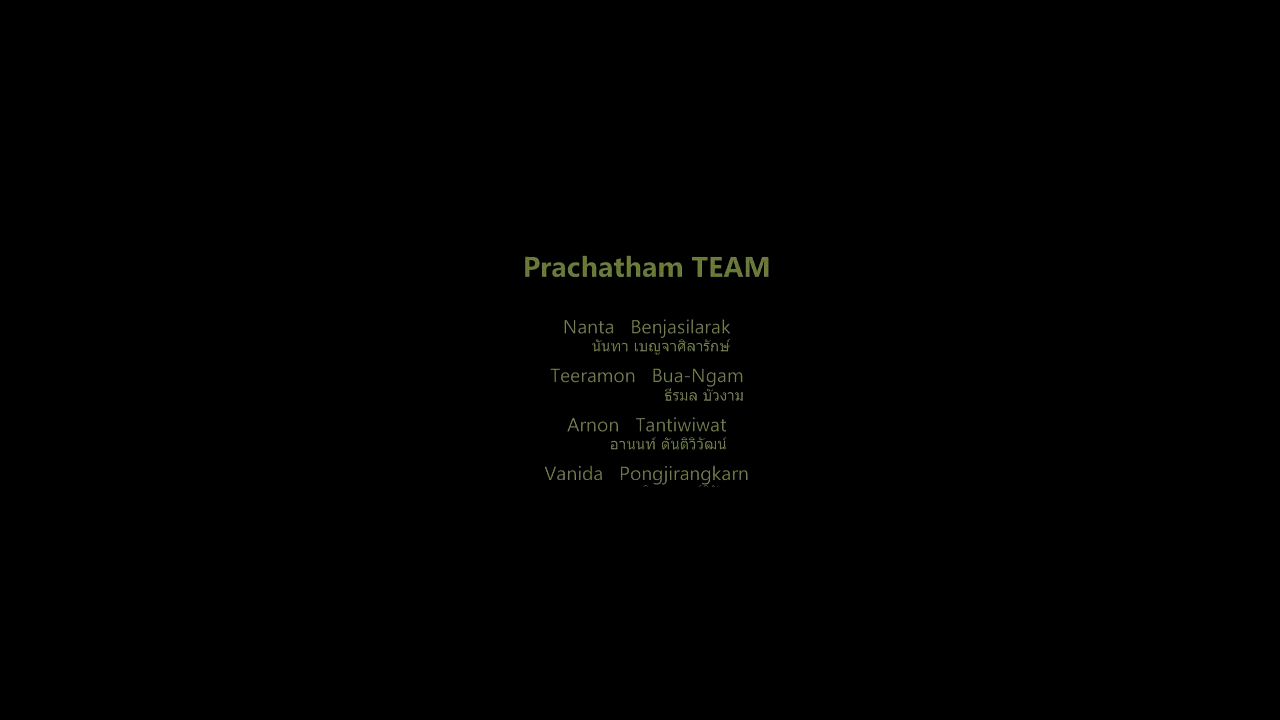 Prachatham TEAM
Nanta Benjasilarak
นันทา เบญจาศิลารักษ์
Teeramon Bua-Ngam
ธีรมล บัวงาม
Arnon Tantiwiwat
อานนท์ ตันติวิวัฒน์
Vanida Pongjirangkarn